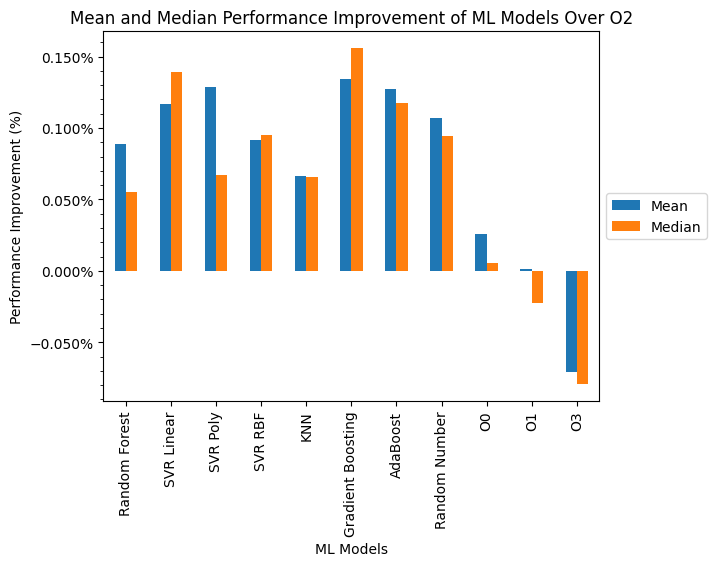 Mean and Median Performance Improvement of ML Models Over O2
Performance Improvement (%)
0.150%
0.100%
0.050%
0.000%
−0.050%
Mean
Median
Random Forest
SVR Linear
SVR Poly
SVR RBF
KNN
Gradient Boosting
AdaBoost
Random Number
O0
O1
O3
ML Models